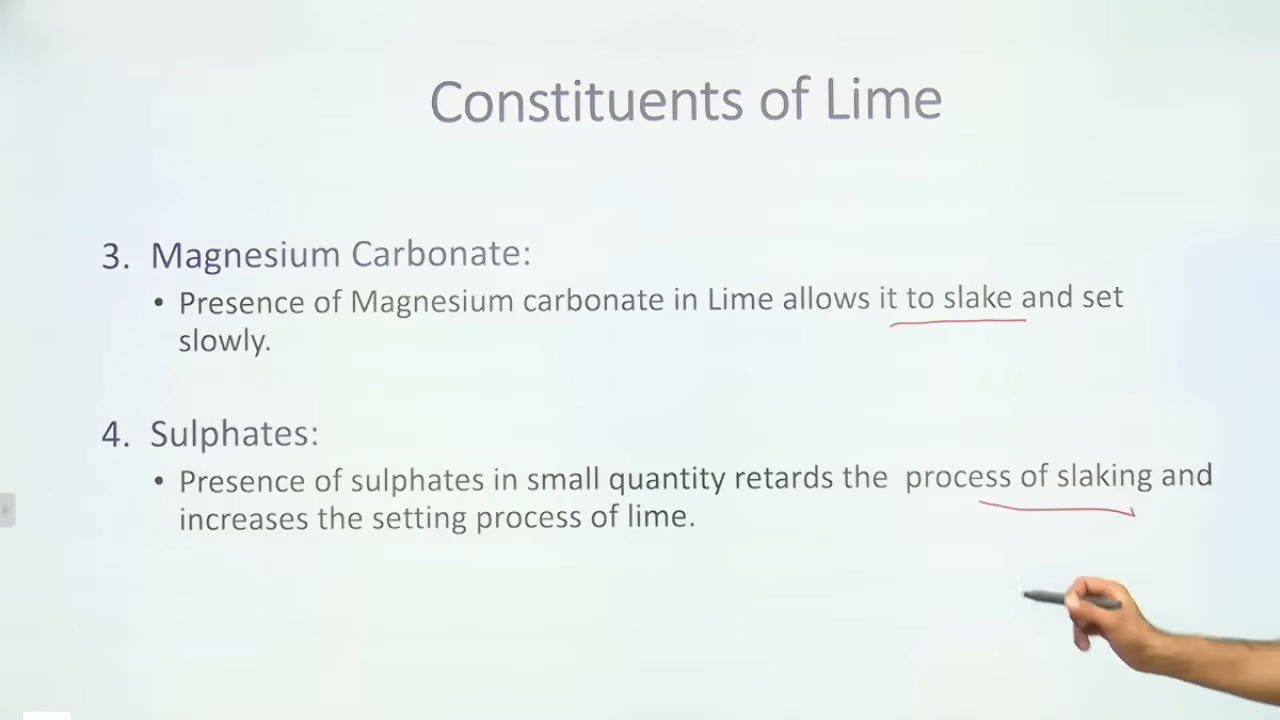 Constituents of Lime
3. Magnesium Carbonate:
• Presence of Magnesium carbonate in Lime allows it to slake and set
slowly.
4. Sulphates:
• Presence of sulphates in small quantity retards the process of slaking and
increases the setting process of lime.